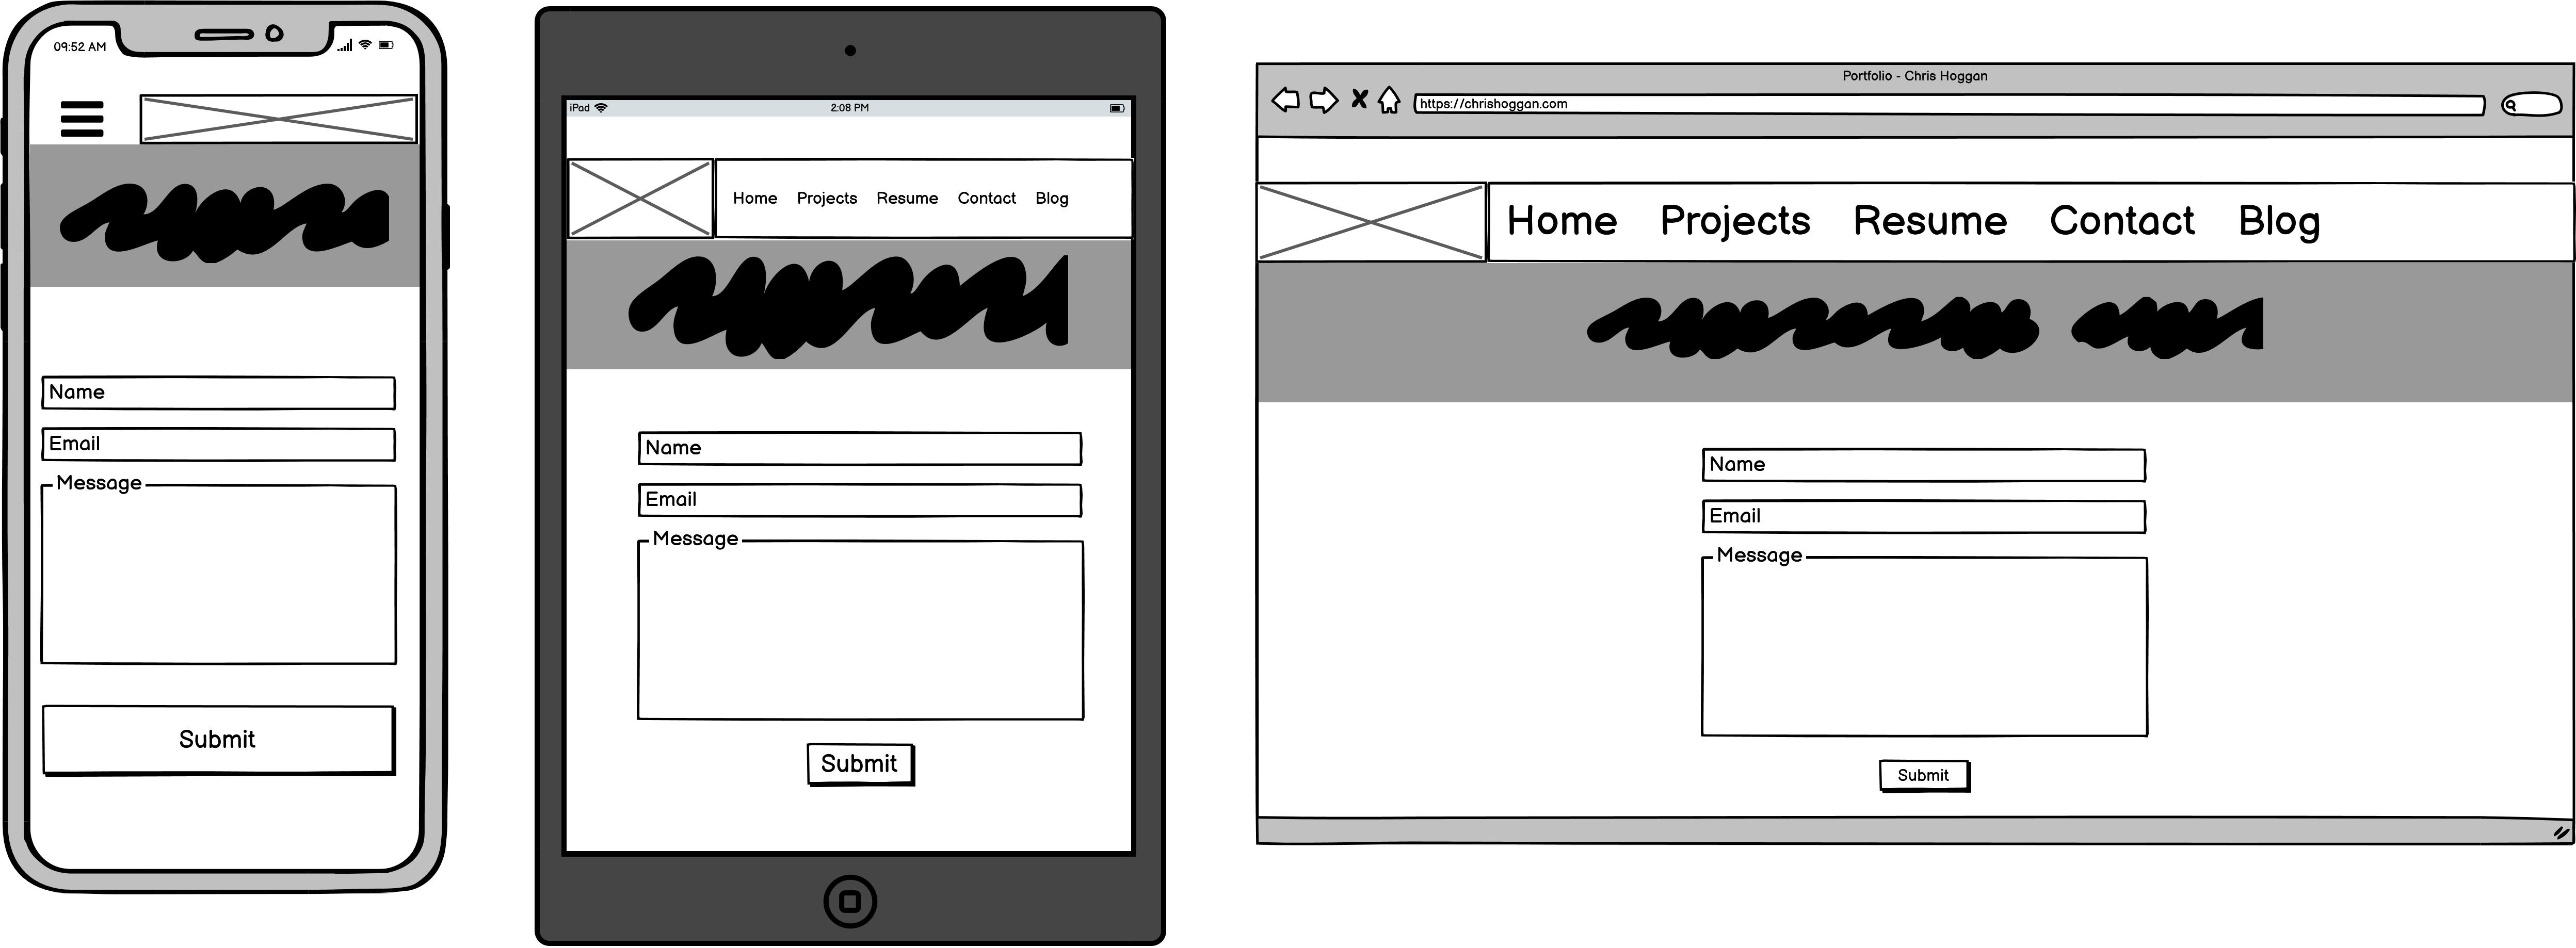 09:52 AM
Name
Email
Message
Submit
iPad
2:08 PM
Home Projects Resume Contact Blog
Name
Email
Message
Submit
Portfolio - Chris Hoggan
https://chrishoggan.com
Home Projects Resume Contact Blog
Name
Email
Message
Submit